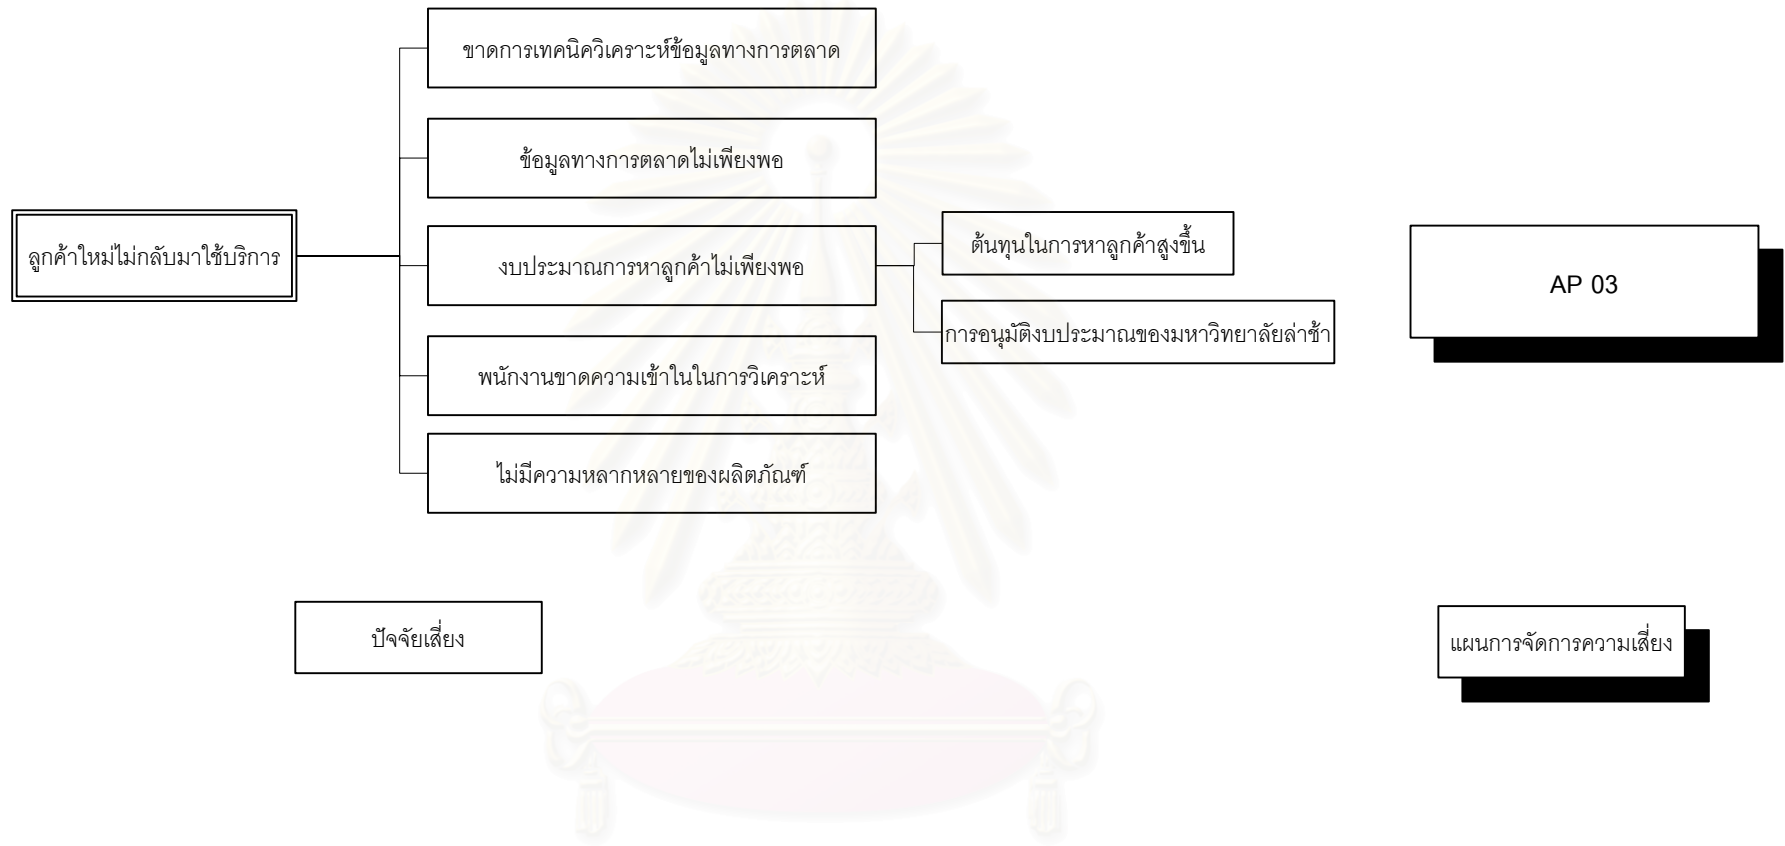 ขาดการเทคนิควิเคราะห์ข้อมูลทางการตลาด
ข้อมูลทางการตลาดไม่เพียงพอ
ลูกค้าใหม่ไม่กลับมาใช้บริการ
งบประมาณการหาลูกค้าไม่เพียงพอ
ต้นทุนในการหาลูกค้าสูงขึ้น
AP 03
การอนุมัติงบประมาณของมหาวิทยาลัยล่าช้า
พนักงานขาดความเข้าในในการวิเคราะห์
ไม่มีความหลากหลายของผลิตภัณฑ์
ปัจจัยเสี่ยง
แผนการจัดการความเสี่ยง